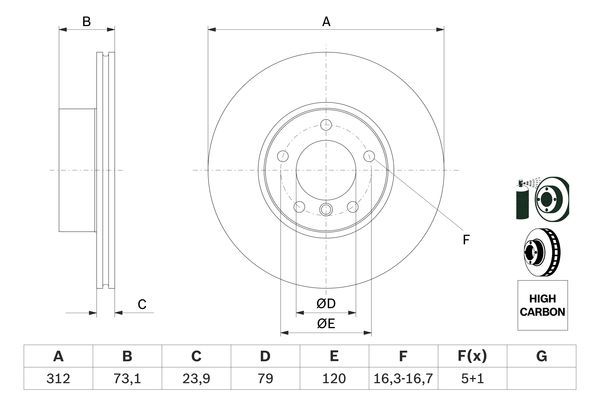 B
A
F
C
ØD
ØE
HIGH
CARBON
A B C D E F F(x) G
312 73,1 23,9 79 120 16,3-16,7 5+1